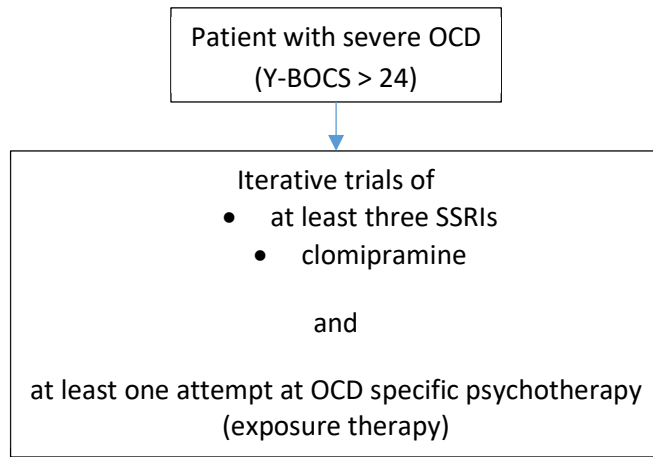 Patient with severe OCD
(Y-BOCS > 24)
Iterative trials of
• at least three SSRIs
• clomipramine
and
at least one attempt at OCD specific psychotherapy
(exposure therapy)